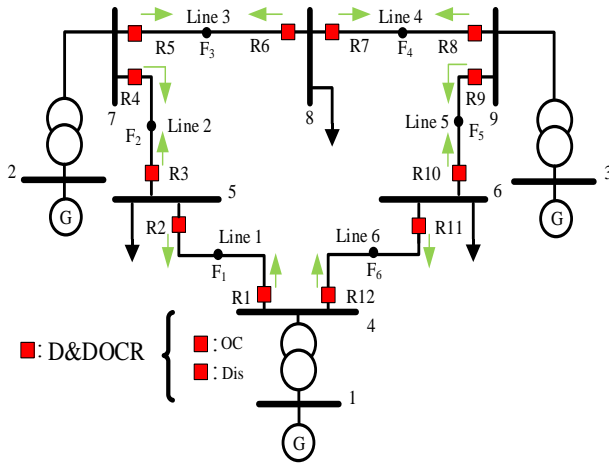 Line 3
Line 4
R5
F3
R6
R7
F4
R8
R4
R9
7
8
9
Line 2
Line 5
F2
F5
2
R3
R10
3
G
5
6
G
R2
R11
Line 1
Line 6
F1
F6
R1
R12
4
: D&DOCR
: OC
: Dis
1
G